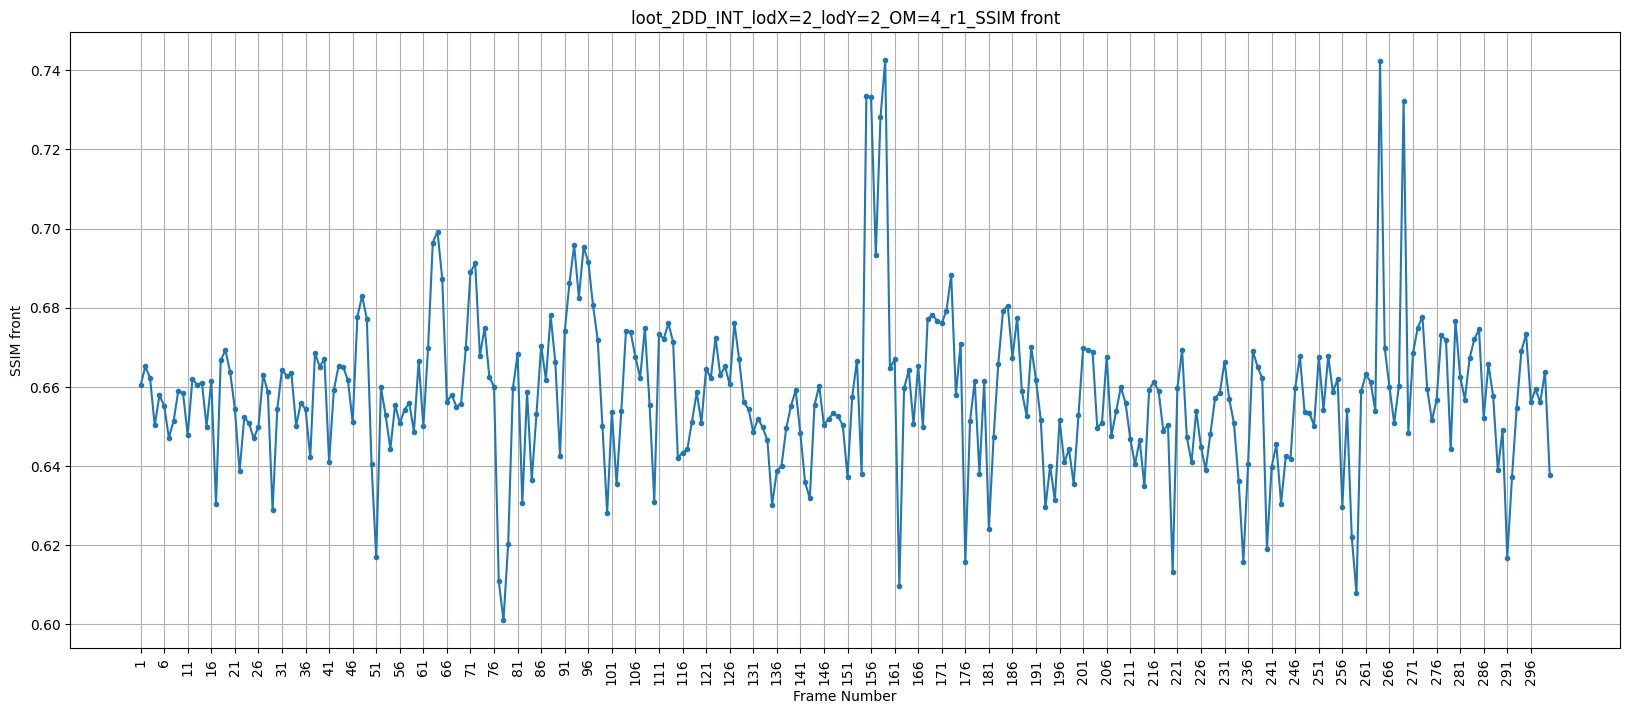 loot_2DD_INT_lodX=2_lodY=2_OM=4_r1_SSIM front
SSIM front
0.74
0.72
0.70
0.68
0.66
0.64
0.62
0.60
1 6 11 16 21 26 31 36 41 46 51 56 61 66 71 76 81 86 91 96 101 106 111 116 121 126 131 136 141 146 151 156 161 166 171 176 181 186 191 196 201 206 211 216 221 226 231 236 241 246 251 256 261 266 271 276 281 286 291 296
Frame Number